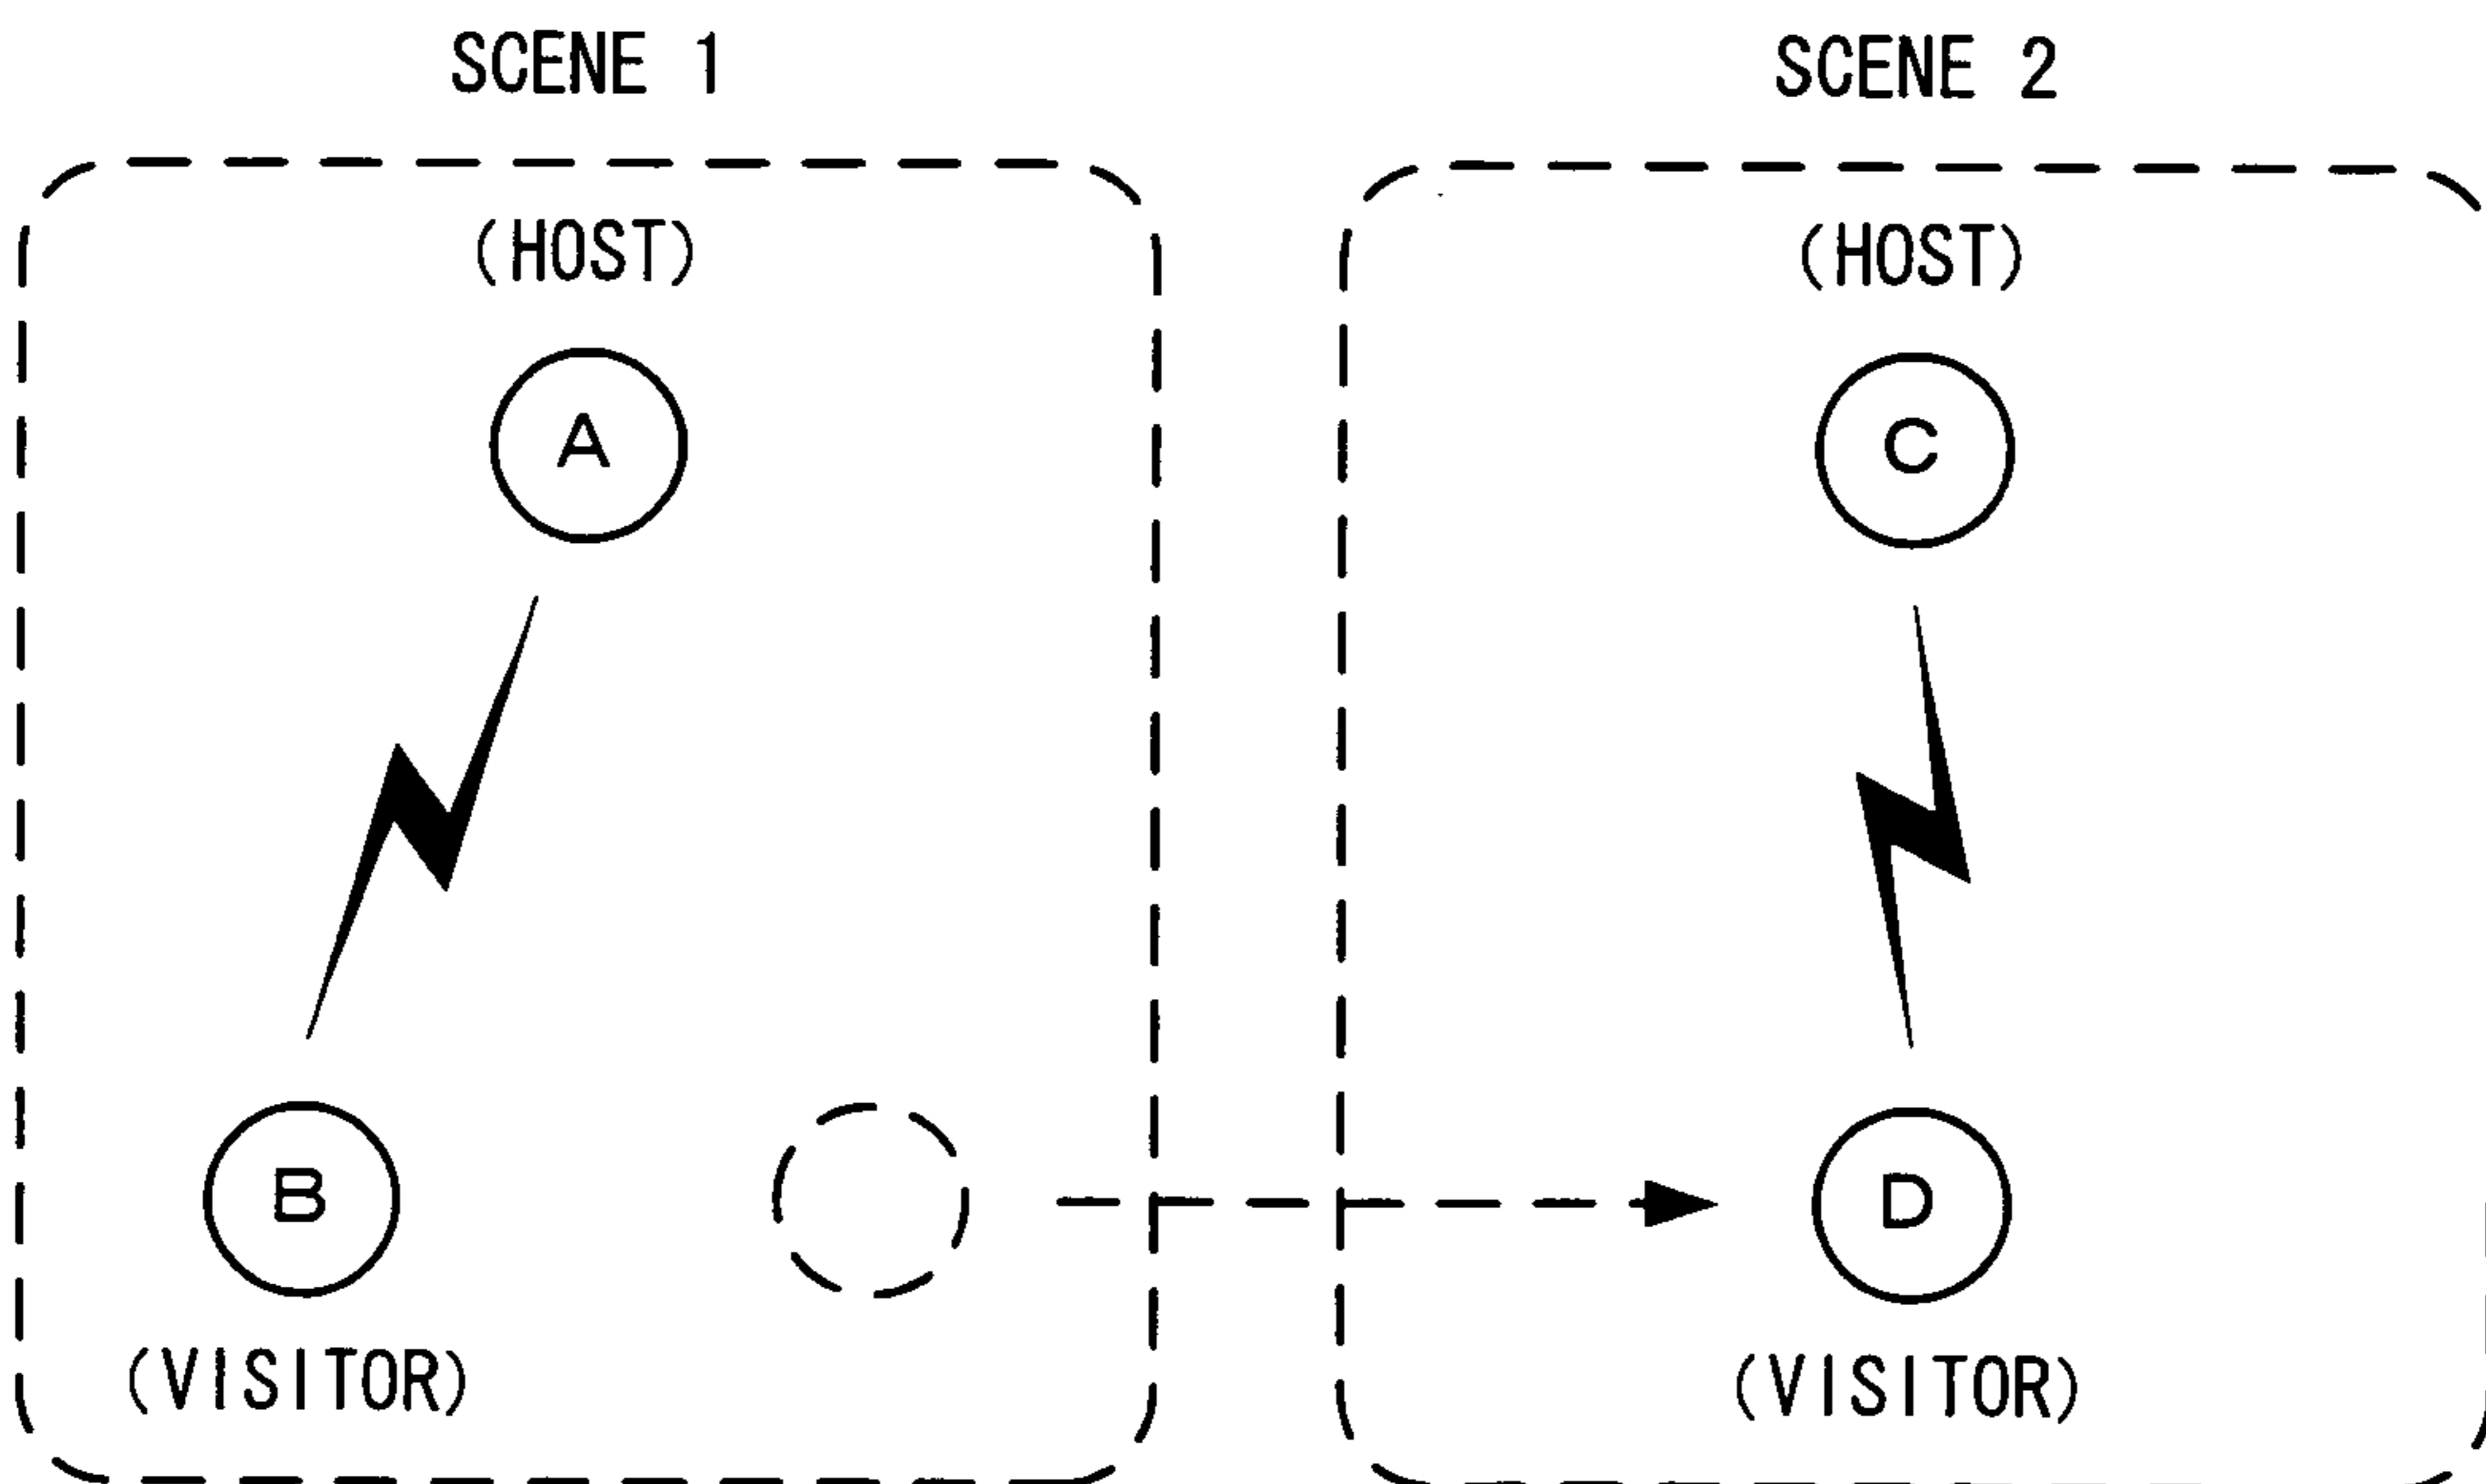 SCENE 1
(HOST)
A
B
(VISITOR)
SCENE 2
(HOST)
C
D
(VISITOR)